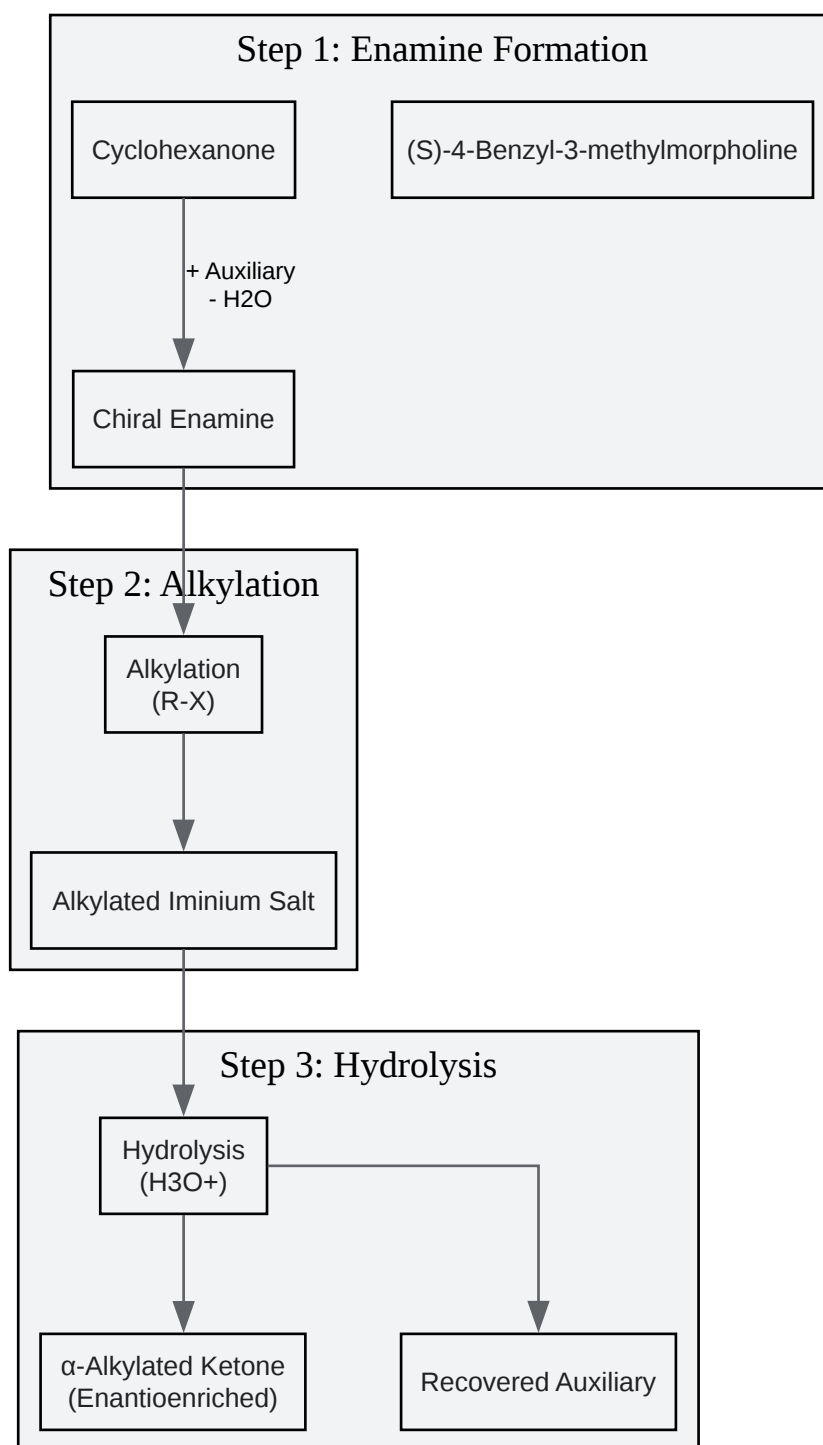 Step 1: Enamine Formation
Cyclohexanone
(S)-4-Benzyl-3-methylmorpholine
+ Auxiliary
- H2O
Chiral Enamine
Step 2: Alkylation
Alkylation
(R-X)
Alkylated Iminium Salt
Step 3: Hydrolysis
Hydrolysis
(H3O+)
α-Alkylated Ketone
(Enantioenriched)
Recovered Auxiliary